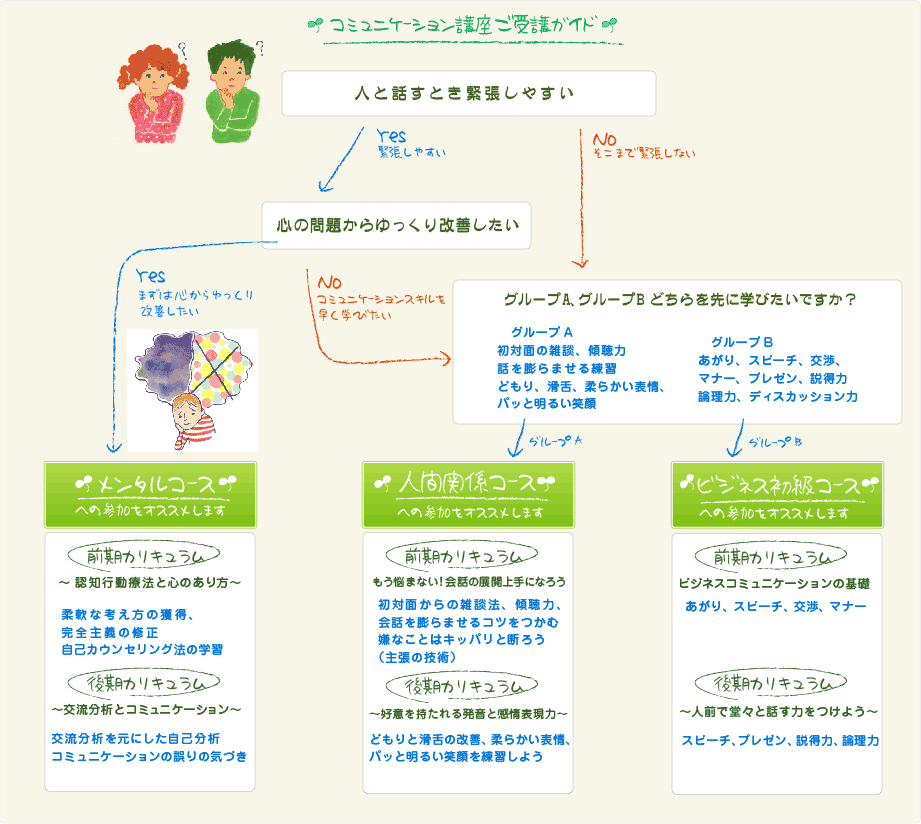 コミュニケーション講座ご受講ガイド
?
?
人と話すとき緊張しやすい
Yes
緊張しやすい
No
そこまで緊張しない
心の問題からゆっくり改善したい
Yes
まずは心からゆっくり
改善したい
No
コミュニケーションスキルを
早く学びたい
グループA、グループB どちらを先に学びたいですか？
グループ A
初対面の雑談、傾聴力
話を膨らませる練習
どもり、滑舌、柔らかい表情、
パッと明るい笑顔
グループ B
あがり、スピーチ、交渉、
マナー、プレゼン、説得力
論理力、ディスカッション力
グループA
グループB
メンタルコース
への参加をオススメします
前期カリキュラム
～ 認知行動療法と心のあり方～
柔軟な考え方の獲得、
完全主義の修正
自己カウンセリング法の学習
後期カリキュラム
～交流分析とコミュニケーション～
交流分析を元にした自己分析
コミュニケーションの誤りの気づき
人間関係コース
への参加をオススメします
前期カリキュラム
もう悩まない！会話の展開上手になろう
初対面からの雑談法、傾聴力、
会話を膨らませるコツをつかむ
嫌なことはキッパリと断ろう
（主張の技術）
後期カリキュラム
～好意を持たれる発音と感情表現力～
どもりと滑舌の改善、柔らかい表情、
パッと明るい笑顔を練習しよう
ビジネス初級コース
への参加をオススメします
前期カリキュラム
ビジネスコミュニケーションの基礎
あがり、スピーチ、交渉、マナー
後期カリキュラム
～人前で堂々と話す力をつけよう～
スピーチ、プレゼン、説得力、論理力